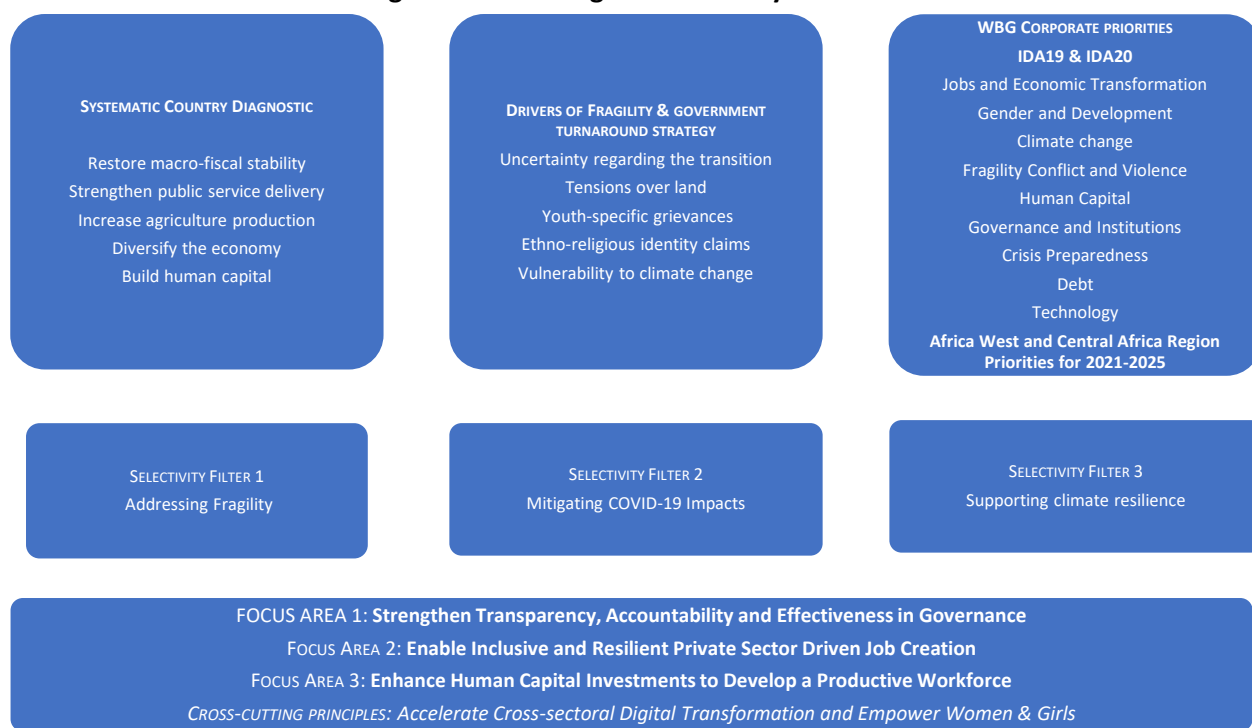 SYSTEMATIC COUNTRY DIAGNOSTIC
Restore macro-fiscal stability
Strengthen public service delivery
Increase agriculture production
Diversify the economy
Build human capital
DRIVERS OF FRAGILITY & GOVERNMENT
TURNAROUND STRATEGY
Uncertainty regarding the transition
Tensions over land
Youth-specific grievances
Ethno-religious identity claims
Vulnerability to climate change
WBG CORPORATE PRIORITIES
IDA19 & IDA20
Jobs and Economic Transformation
Gender and Development
Climate change
Fragility Conflict and Violence
Human Capital
Governance and Institutions
Crisis Preparedness
Debt
Technology
Africa West and Central Africa Region
Priorities for 2021-2025
SELECTIVITY FILTER 1
Addressing Fragility
SELECTIVITY FILTER 2
Mitigating COVID-19 Impacts
SELECTIVITY FILTER 3
Supporting climate resilience
FOCUS AREA 1: Strengthen Transparency, Accountability and Effectiveness in Governance
FOCUS AREA 2: Enable Inclusive and Resilient Private Sector Driven Job Creation
FOCUS AREA 3: Enhance Human Capital Investments to Develop a Productive Workforce
CROSS-CUTTING PRINCIPLES: Accelerate Cross-sectoral Digital Transformation and Empower Women & Girls